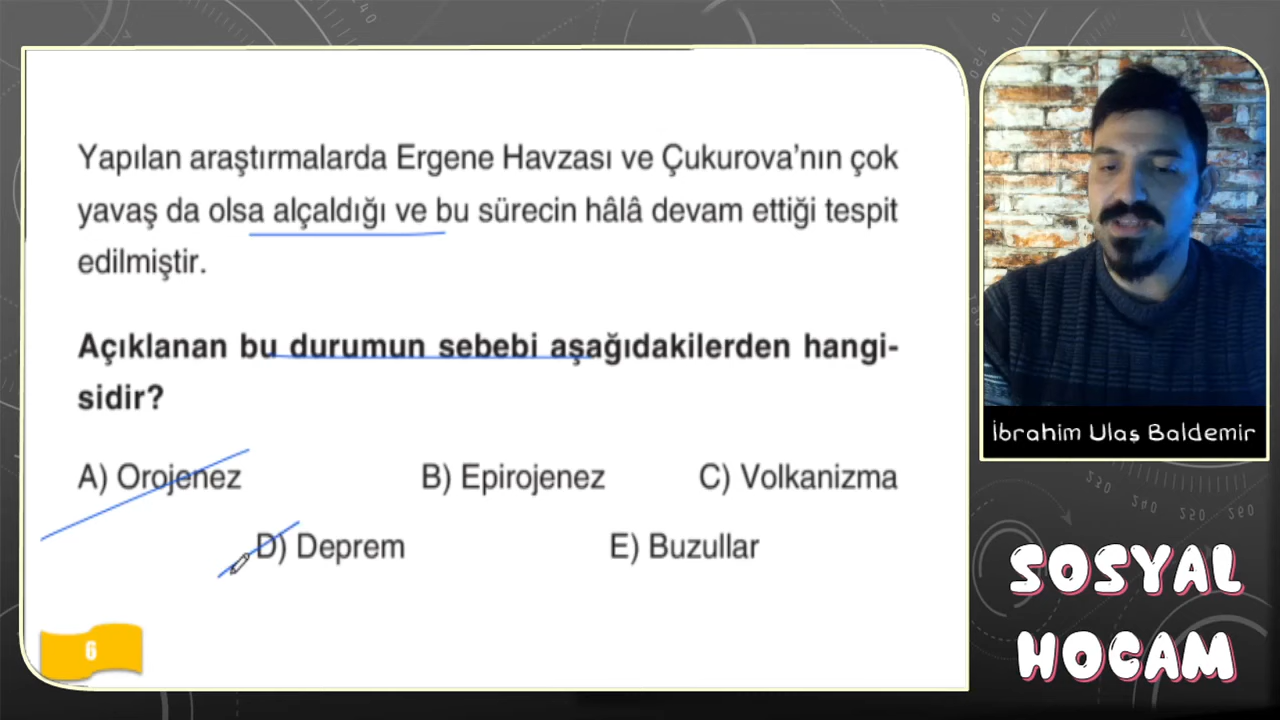 Yapılan araştırmalarda Ergene Havzası ve Çukurova’nın çok
yavaş da olsa alçaldığı ve bu sürecin hâlâ devam ettiği tespit
edilmiştir.
Açıklanan bu durumun sebebi aşağıdakilerden hangi-
sidir?
A) Orojenez B) Epirojenez C) Volkanizma
D) Deprem E) Buzullar
6
İbrahim Ulaş Baldemir
SOSYAL
HOCAM